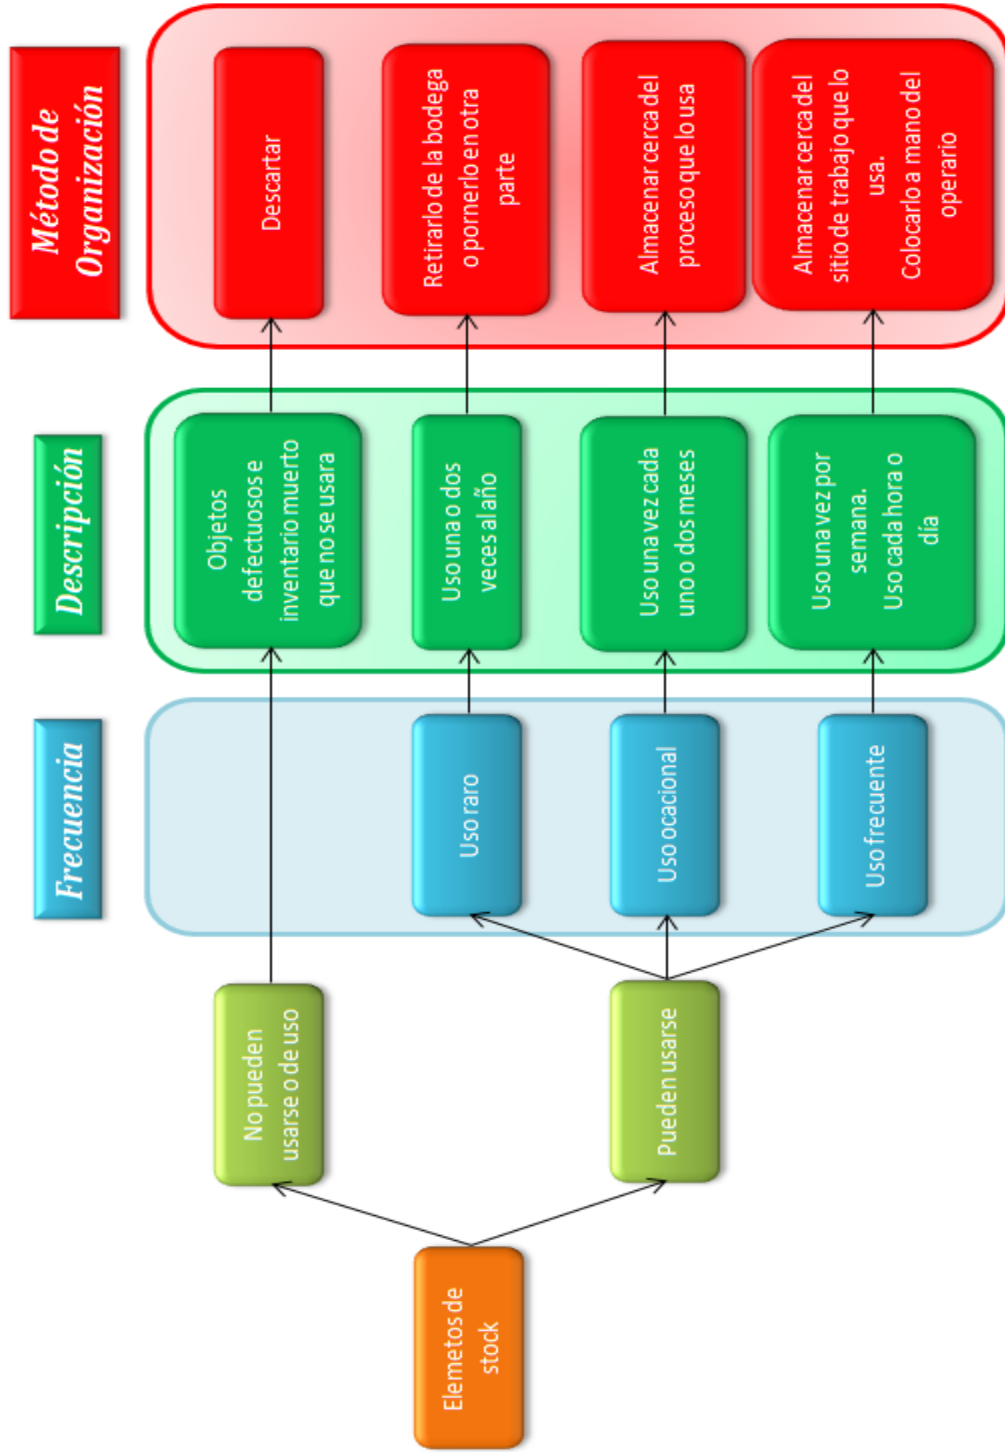 Frecuencia
Descripción
Método de
Organización
Elemetos de
stock
No pueden
usarse o de uso
Pueden usarse
Uso raro
Uso ocacional
Uso frecuente
Objetos
defectuosos e
inventario muerto
que no se usara
Uso una o dos
veces al año
Uso una vez cada
uno o dos meses
Uso una vez por
semana.
Uso cada hora o
día
Descartar
Retirarlo de la bodega
o pornerlo en otra
parte
Almacenar cerca del
proceso que lo usa
Almacenar cerca del
sitio de trabajo que lo
usa.
Colocarlo a mano del
operario